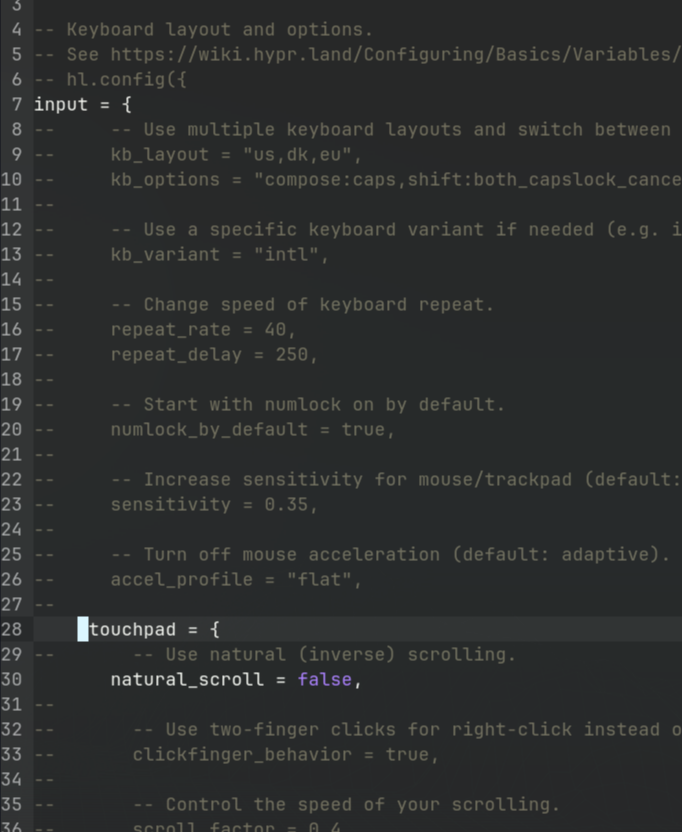 3
4 -- Keyboard layout and options.
5 -- See https://wiki.hypr.land/Configuring/Basics/Variables/
6 -- hl.config({
7 input = {
8 --     -- Use multiple keyboard layouts and switch between
9 --     kb_layout = "us,dk,eu",
10 --     kb_options = "compose:caps,shift:both_capslock_cance
11 --
12 --     -- Use a specific keyboard variant if needed (e.g. i
13 --     kb_variant = "intl",
14 --
15 --     -- Change speed of keyboard repeat.
16 --     repeat_rate = 40,
17 --     repeat_delay = 250,
18 --
19 --     -- Start with numlock on by default.
20 --     numlock_by_default = true,
21 --
22 --     -- Increase sensitivity for mouse/trackpad (default:
23 --     sensitivity = 0.35,
24 --
25 --     -- Turn off mouse acceleration (default: adaptive).
26 --     accel_profile = "flat",
27 --
28     touchpad = {
29 --       -- Use natural (inverse) scrolling.
30       natural_scroll = false,
31 --
32 --       -- Use two-finger clicks for right-click instead o
33 --       clickfinger_behavior = true,
34 --
35 --       -- Control the speed of your scrolling.
36 --       scroll_factor = 0.4